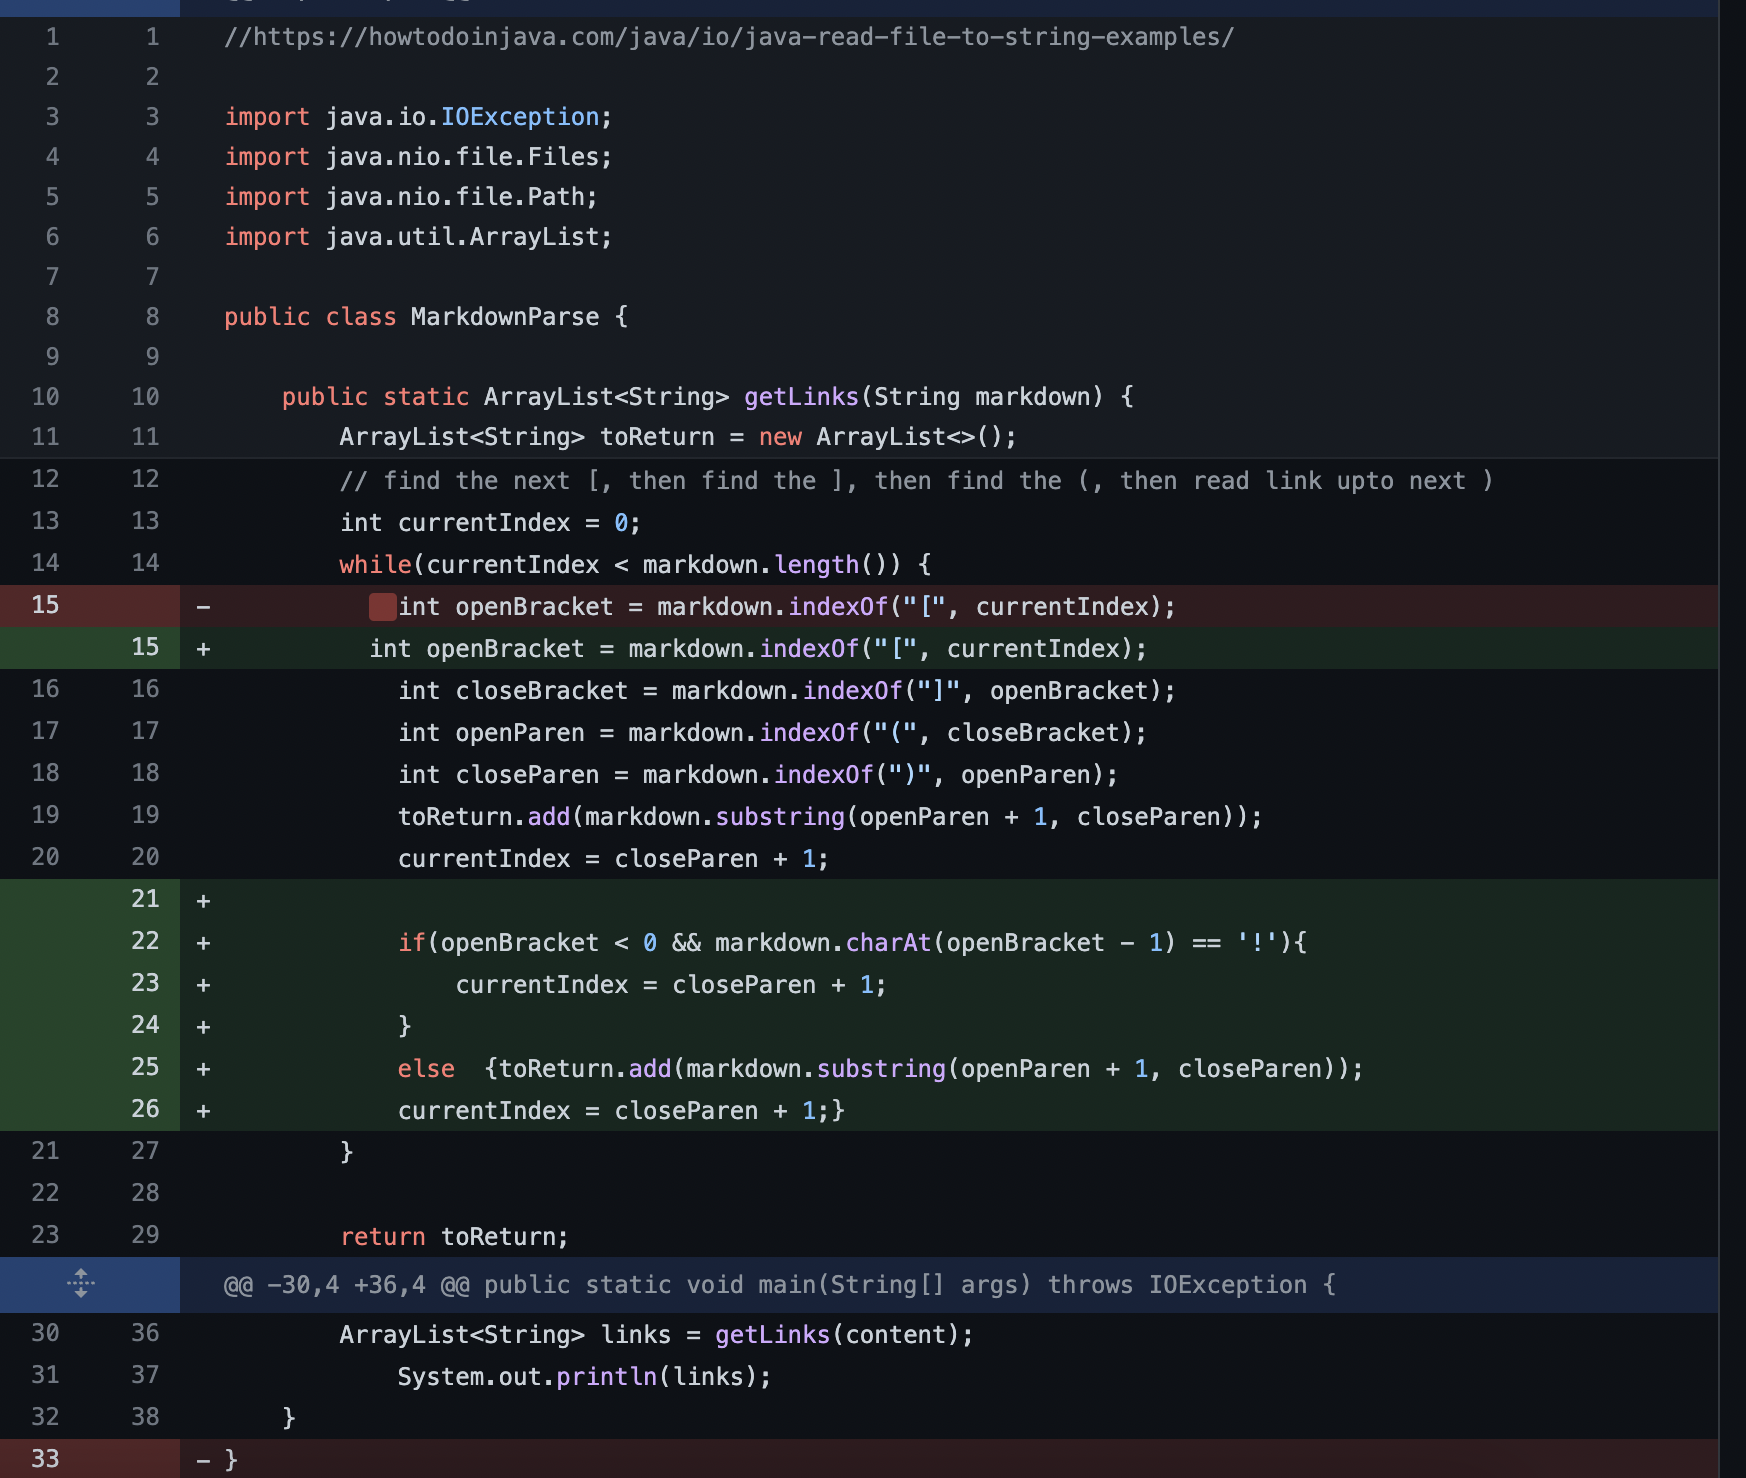 1 1 //https://howtodoinjava.com/java/io/java-read-file-to-string-examples/
2 2
3 3 import java.io.IOException;
4 4 import java.nio.file.Files;
5 5 import java.nio.file.Path;
6 6 import java.util.ArrayList;
7 7
8 8 public class MarkdownParse {
9 9
10 10 public static ArrayList<String> getLinks(String markdown) {
11 11 ArrayList<String> toReturn = new ArrayList<>();
12 12 // find the next [, then find the ], then find the (, then read link upto next )
13 13 int currentIndex = 0;
14 14 while(currentIndex < markdown.length()) {
15 - int openBracket = markdown.indexOf("[", currentIndex);
15 + int openBracket = markdown.indexOf("[", currentIndex);
16 16 int closeBracket = markdown.indexOf("]", openBracket);
17 17 int openParen = markdown.indexOf("(", closeBracket);
18 18 int closeParen = markdown.indexOf(")", openParen);
19 19 toReturn.add(markdown.substring(openParen + 1, closeParen));
20 20 currentIndex = closeParen + 1;
21 +
22 + if(openBracket < 0 && markdown.charAt(openBracket - 1) == '!'){
23 + currentIndex = closeParen + 1;
24 + }
25 + else  {toReturn.add(markdown.substring(openParen + 1, closeParen));
26 + currentIndex = closeParen + 1;}
21 27 }
22 28
23 29 return toReturn;
@@ -30,4 +36,4 @@ public static void main(String[] args) throws IOException {
30 36 ArrayList<String> links = getLinks(content);
31 37 System.out.println(links);
32 38 }
33 - }